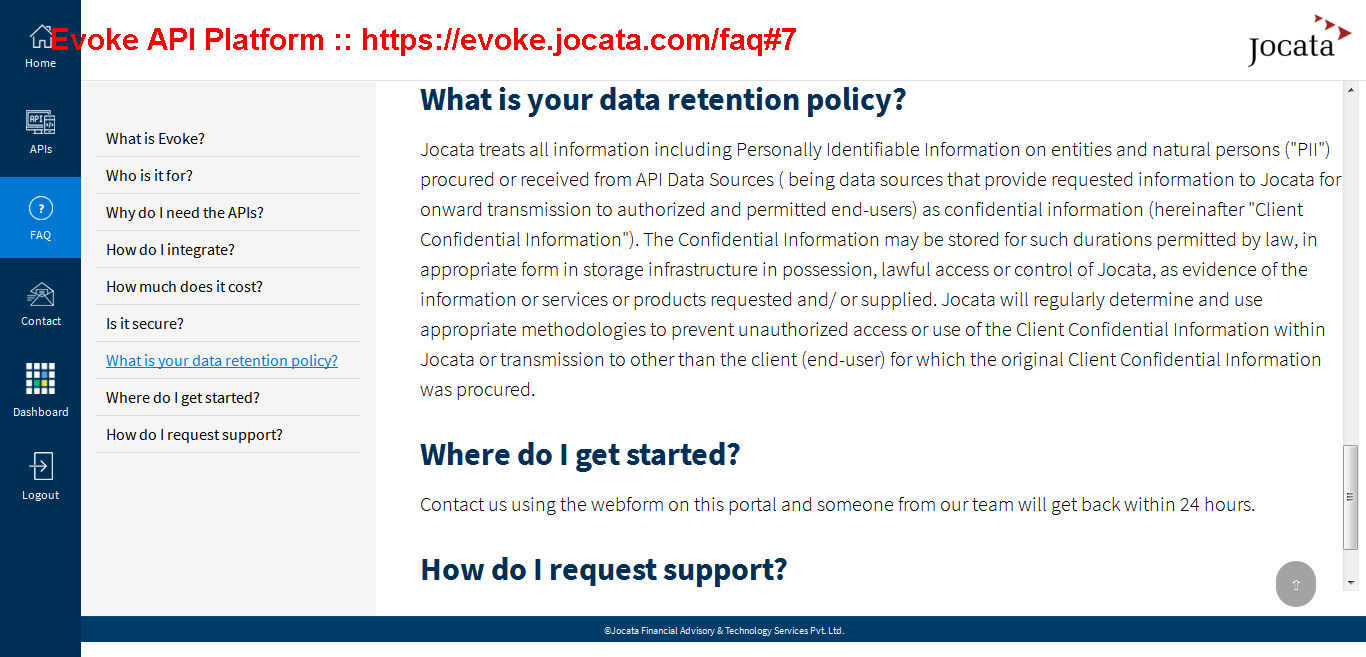 Evoke API Platform :: https://evoke.jocata.com/faq#7
Jocata
Home
API
APIs
?
FAQ
Contact
Dashboard
Logout
What is Evoke?
Who is it for?
Why do I need the APIs?
How do I integrate?
How much does it cost?
Is it secure?
What is your data retention policy?
Where do I get started?
How do I request support?
What is your data retention policy?
Jocata treats all information including Personally Identifiable Information on entities and natural persons ("PII")
procured or received from API Data Sources ( being data sources that provide requested information to Jocata for
onward transmission to authorized and permitted end-users) as confidential information (hereinafter "Client
Confidential Information"). The Confidential Information may be stored for such durations permitted by law, in
appropriate form in storage infrastructure in possession, lawful access or control of Jocata, as evidence of the
information or services or products requested and/ or supplied. Jocata will regularly determine and use
appropriate methodologies to prevent unauthorized access or use of the Client Confidential Information within
Jocata or transmission to other than the client (end-user) for which the original Client Confidential Information
was procured.
Where do I get started?
Contact us using the webform on this portal and someone from our team will get back within 24 hours.
How do I request support?
©Jocata Financial Advisory & Technology Services Pvt. Ltd.